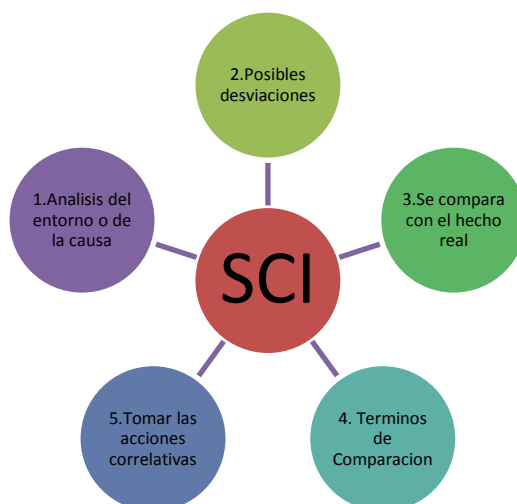 2.Posibles
desviaciones
1.Analisis del
entorno o de
la causa
3.Se compara
con el hecho
real
SCI
5.Tomar las
acciones
correlativas
4. Terminos
de
Comparacion